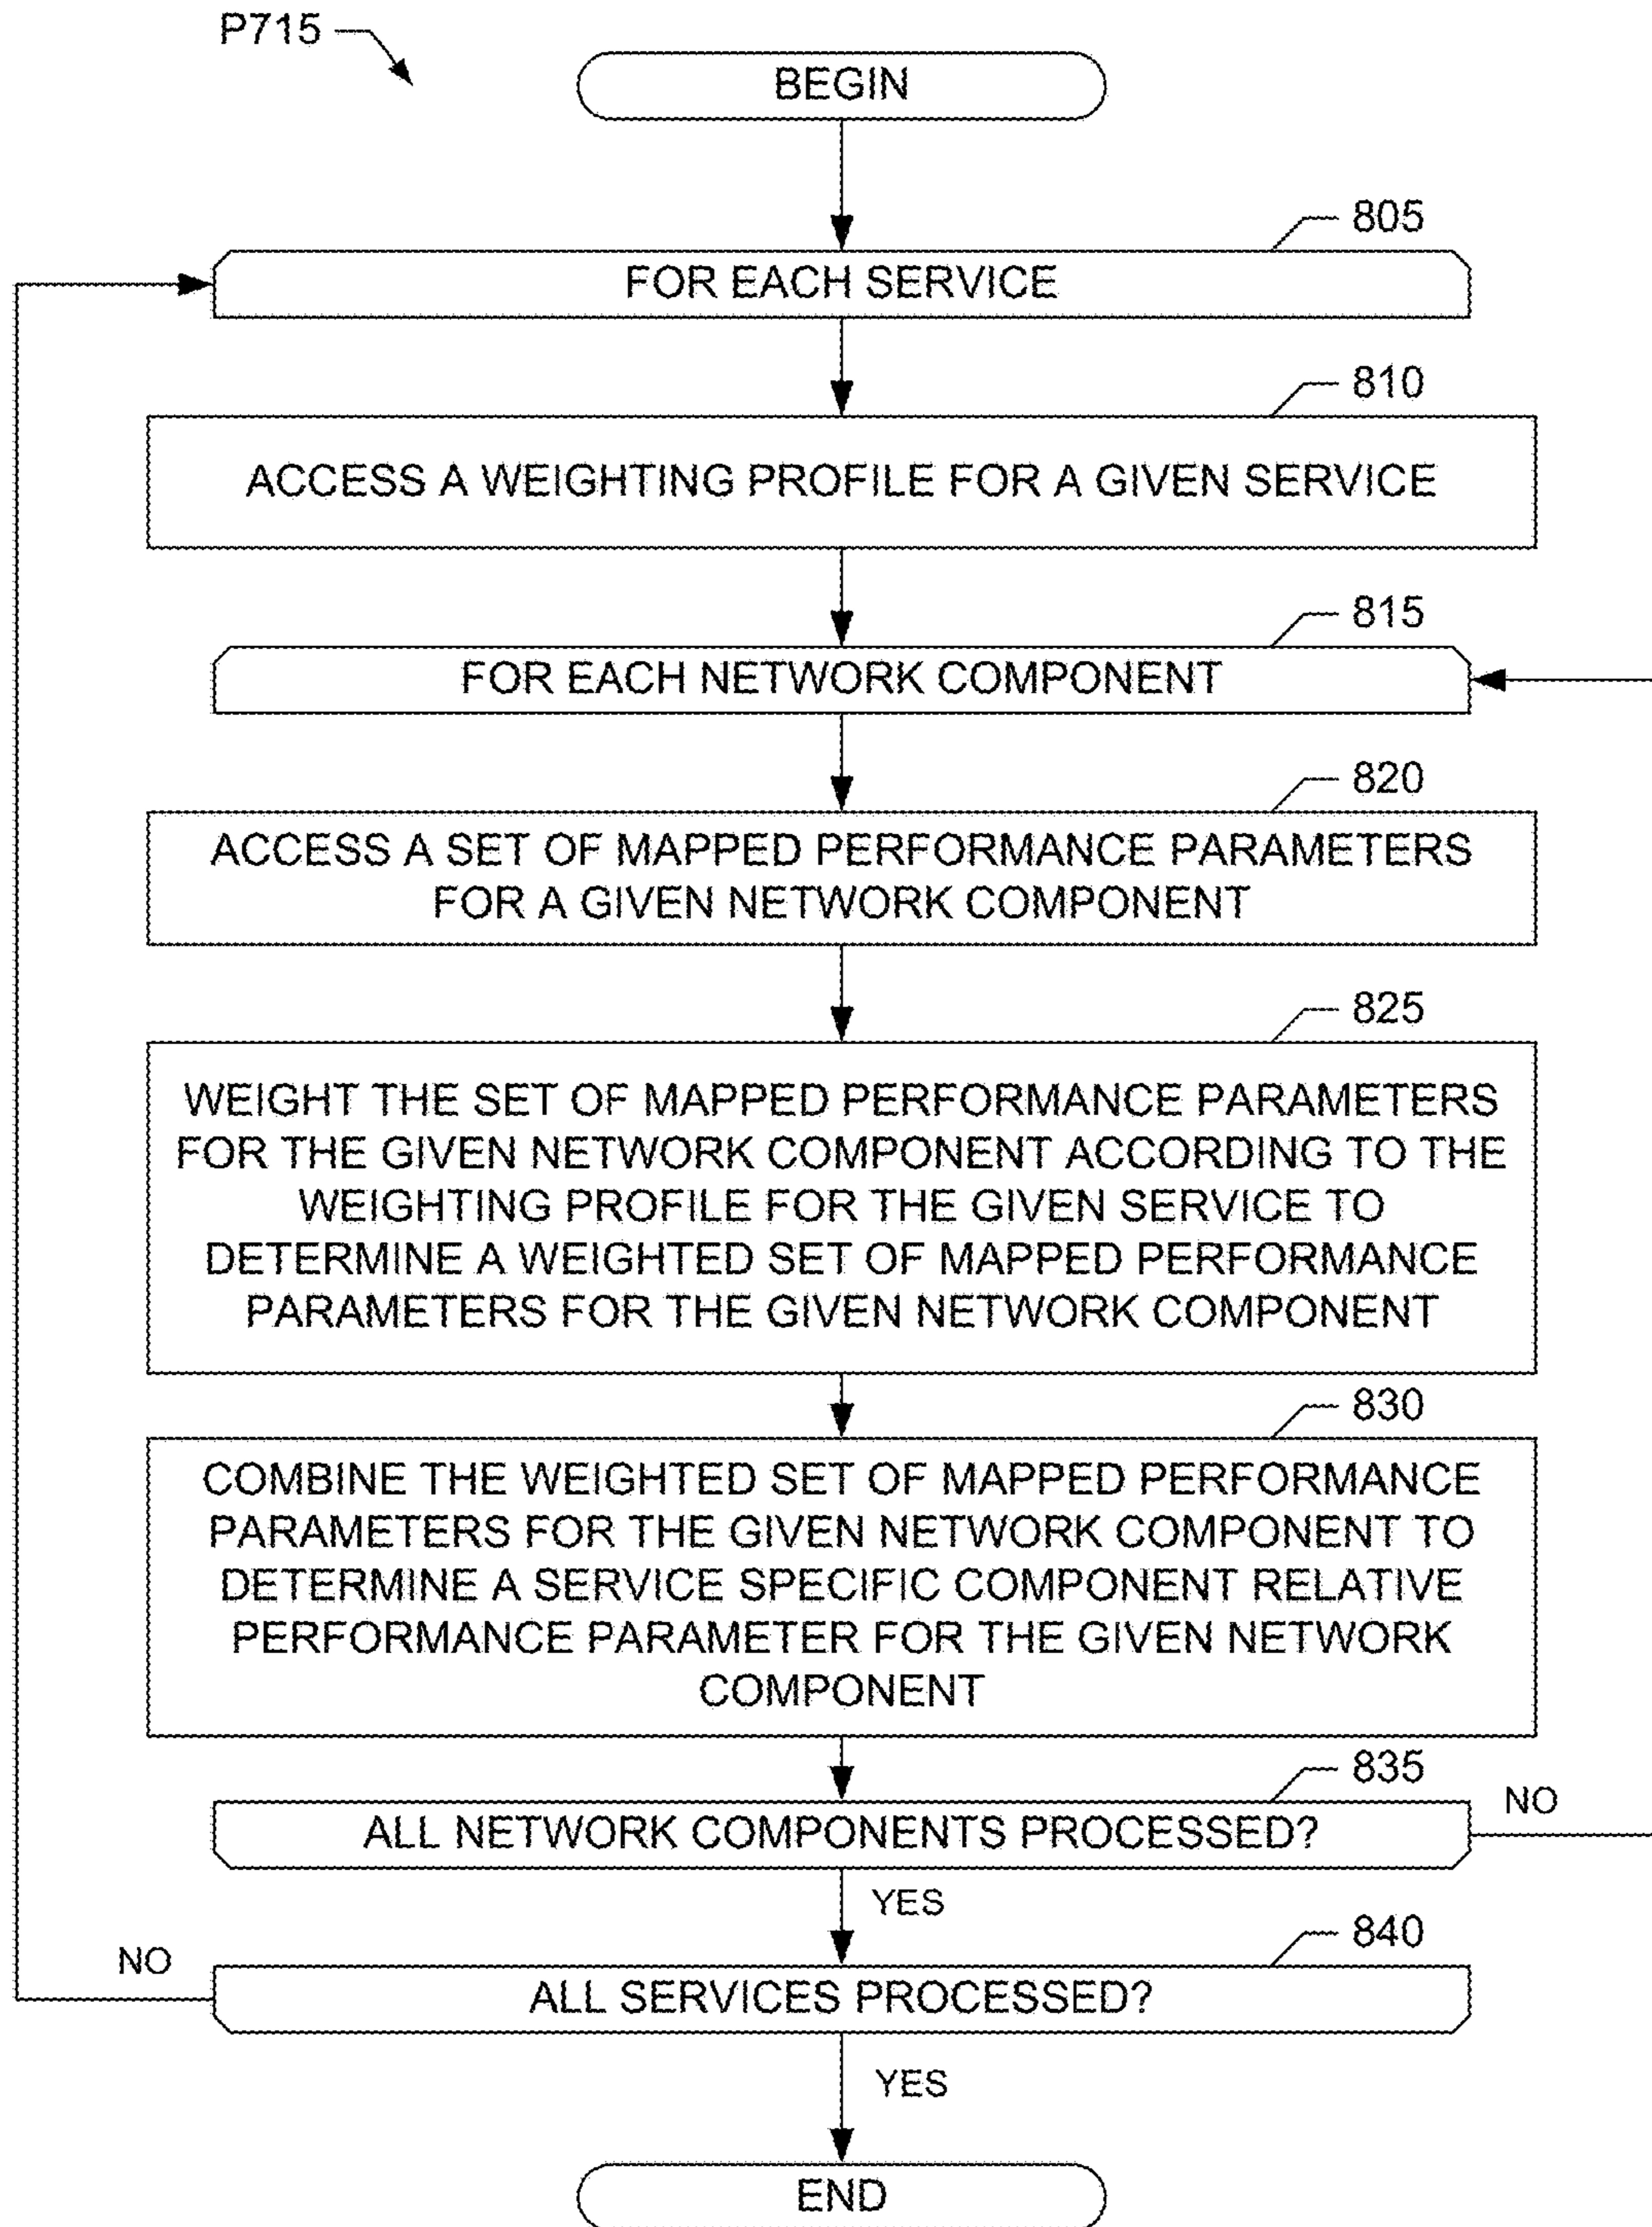 P715
BEGIN
805
FOR EACH SERVICE
810
ACCESS A WEIGHTING PROFILE FOR A GIVEN SERVICE
815
FOR EACH NETWORK COMPONENT
820
ACCESS A SET OF MAPPED PERFORMANCE PARAMETERS
FOR A GIVEN NETWORK COMPONENT
825
WEIGHT THE SET OF MAPPED PERFORMANCE PARAMETERS
FOR THE GIVEN NETWORK COMPONENT ACCORDING TO THE
WEIGHTING PROFILE FOR THE GIVEN SERVICE TO
DETERMINE A WEIGHTED SET OF MAPPED PERFORMANCE
PARAMETERS FOR THE GIVEN NETWORK COMPONENT
830
COMBINE THE WEIGHTED SET OF MAPPED PERFORMANCE
PARAMETERS FOR THE GIVEN NETWORK COMPONENT TO
DETERMINE A SERVICE SPECIFIC COMPONENT RELATIVE
PERFORMANCE PARAMETER FOR THE GIVEN NETWORK
COMPONENT
835
ALL NETWORK COMPONENTS PROCESSED?
NO
YES
840
NO
ALL SERVICES PROCESSED?
YES
END